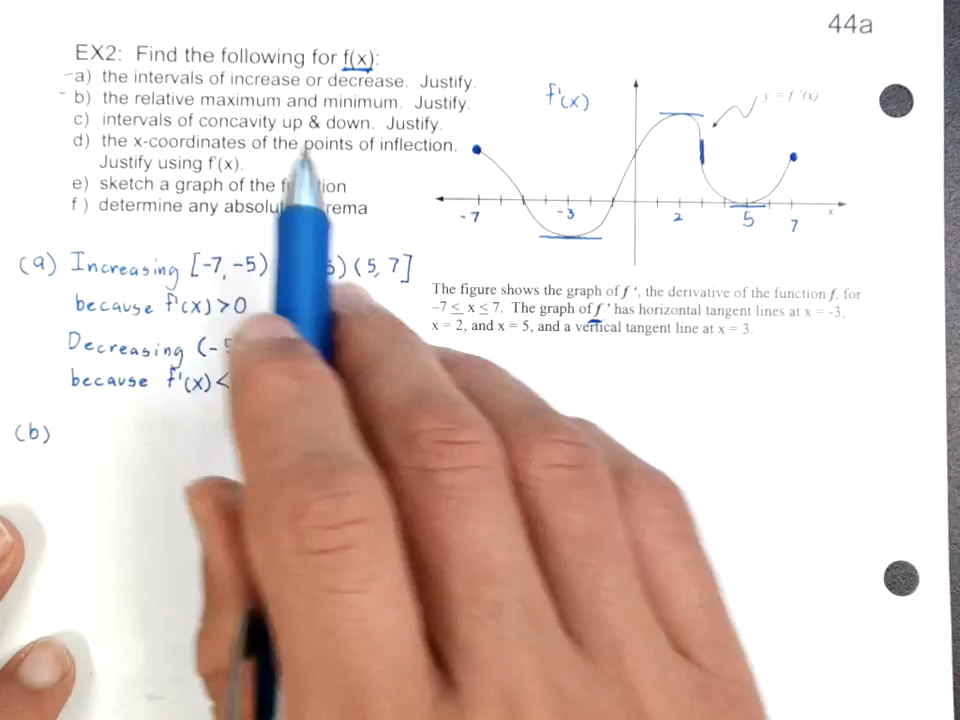 44a
EX2: Find the following for f(x):
a) the intervals of increase or decrease. Justify.
b) the relative maximum and minimum. Justify.
c) intervals of concavity up & down. Justify.
d) the x-coordinates of the points of inflection.
Justify using f'(x).
e) sketch a graph of the
f ) determine any
f'(x)
y = f '(x)
-7
-3
2
5
7
x
The figure shows the graph of f ', the derivative of the function f, for
-7 ≤ x ≤ 7. The graph of f ' has horizontal tangent lines at x = -3,
x = 2, and x = 5, and a vertical tangent line at x = 3.
(a) Increasing [-7, -5) (5, 7]
because f'(x) > 0
Decreasing
because f'(x) <
(b)